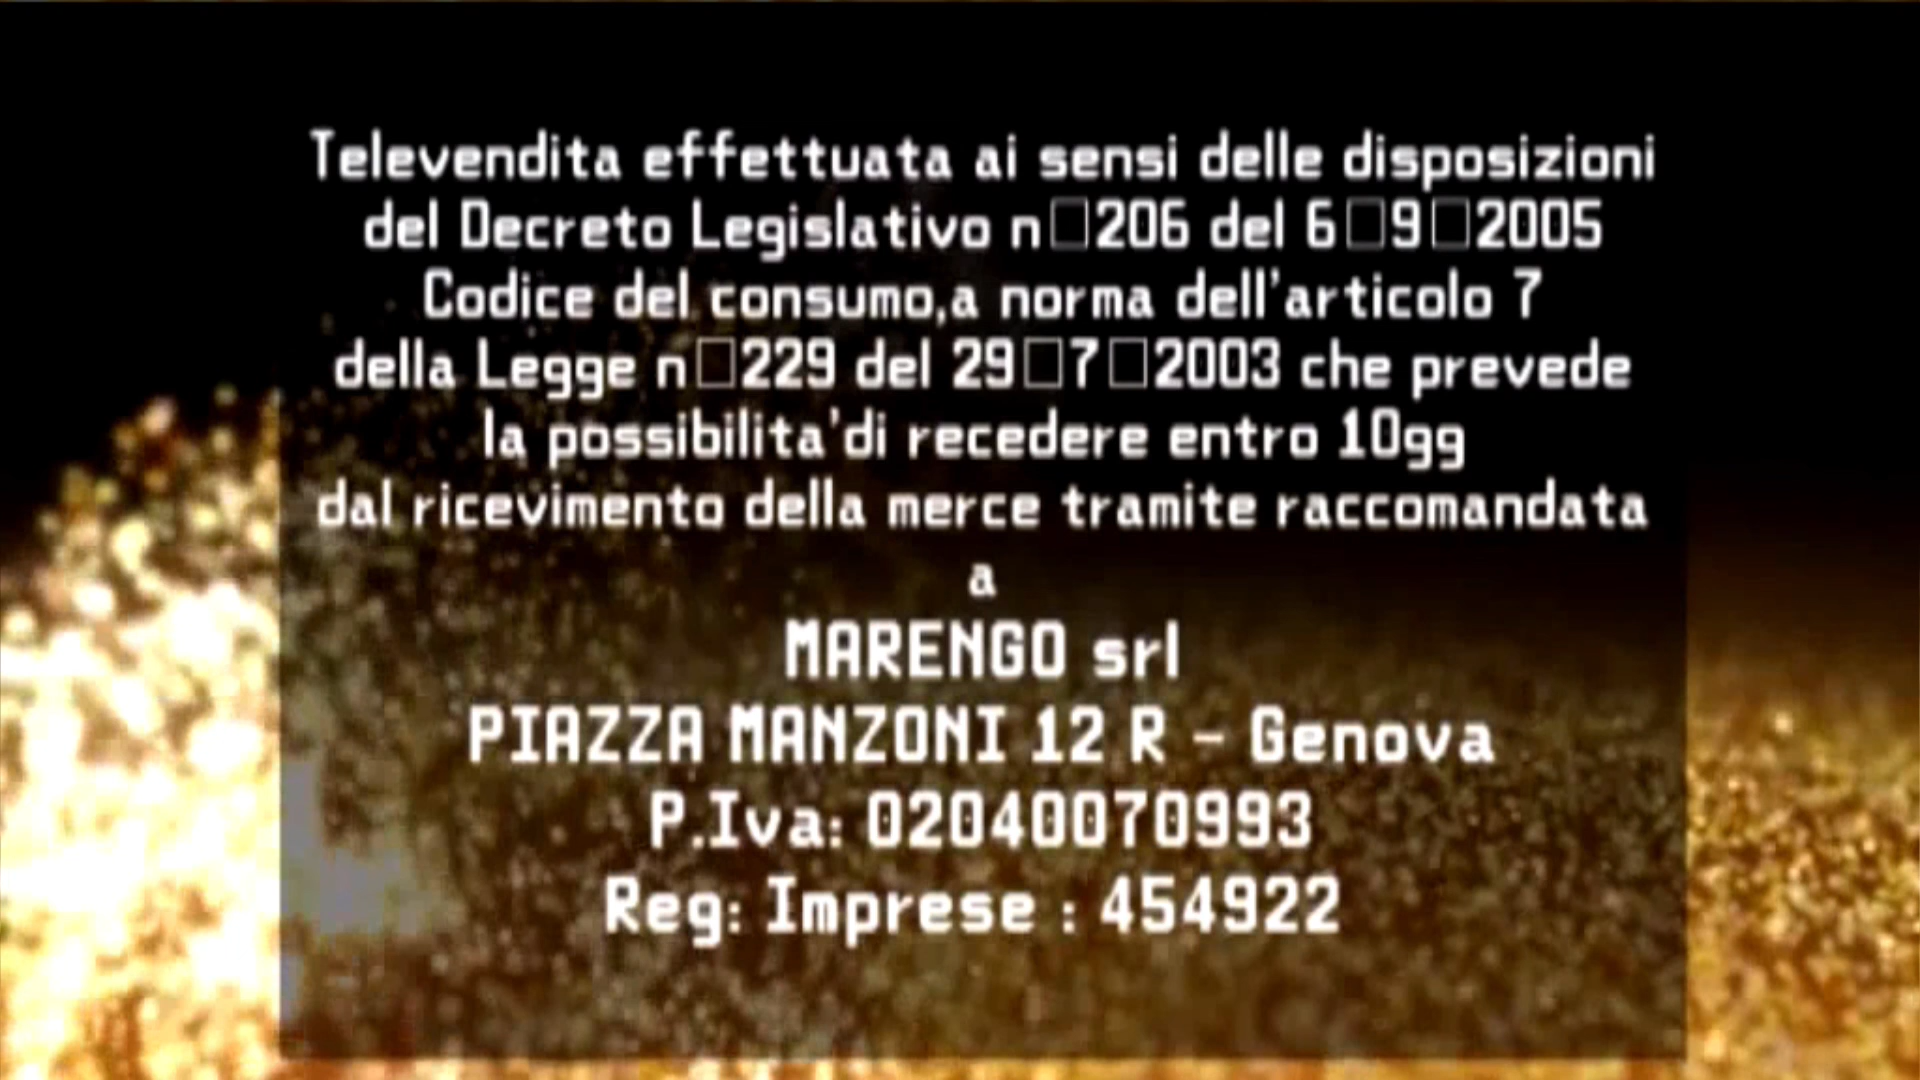 Televendita effettuata ai sensi delle disposizioni
del Decreto Legislativo n□206 del 6□9□2005
Codice del consumo,a norma dell'articolo 7
della Legge n□229 del 29□7□2003 che prevede
la possibilita'di recedere entro 10gg
dal ricevimento della merce tramite raccomandata
a
MARENGO srl
PIAZZA MANZONI 12 R - Genova
P.Iva: 02040070993
Reg: Imprese : 454922